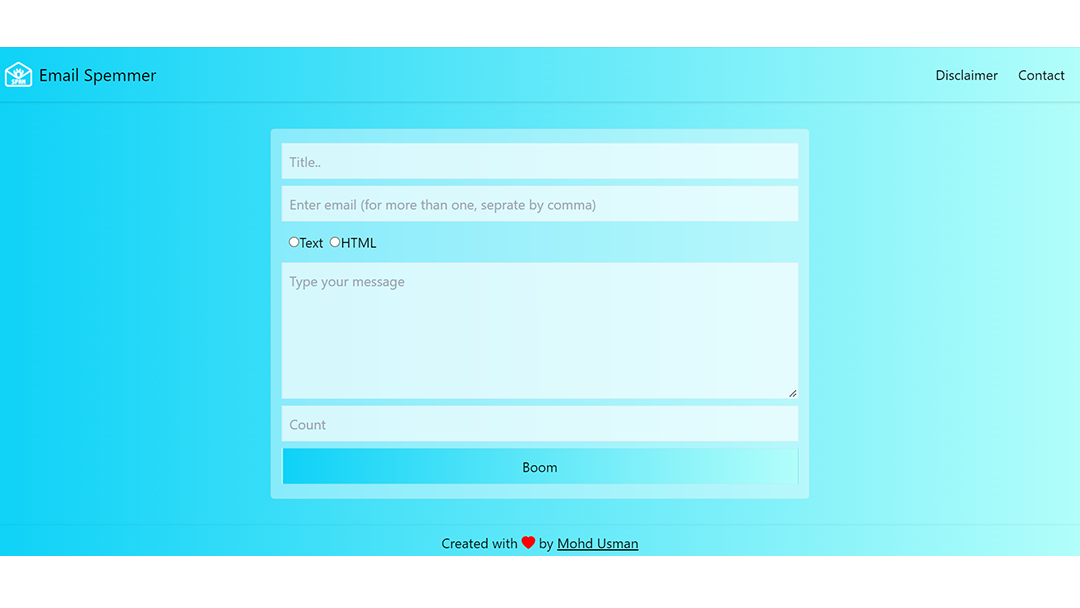 SPAM
Email Spemmer
Disclaimer
Contact
Title..
Enter email (for more than one, seprate by comma)
Text HTML
Type your message
Count
Boom
Created with ❤ by Mohd Usman